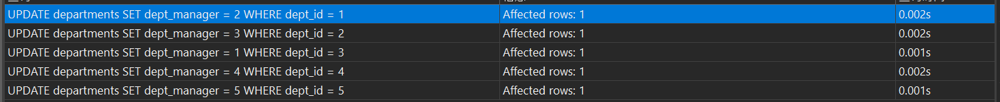 UPDATE departments SET dept_manager = 2 WHERE dept_id = 1 Affected rows: 1 0.002s
UPDATE departments SET dept_manager = 3 WHERE dept_id = 2 Affected rows: 1 0.002s
UPDATE departments SET dept_manager = 1 WHERE dept_id = 3 Affected rows: 1 0.001s
UPDATE departments SET dept_manager = 4 WHERE dept_id = 4 Affected rows: 1 0.002s
UPDATE departments SET dept_manager = 5 WHERE dept_id = 5 Affected rows: 1 0.001s